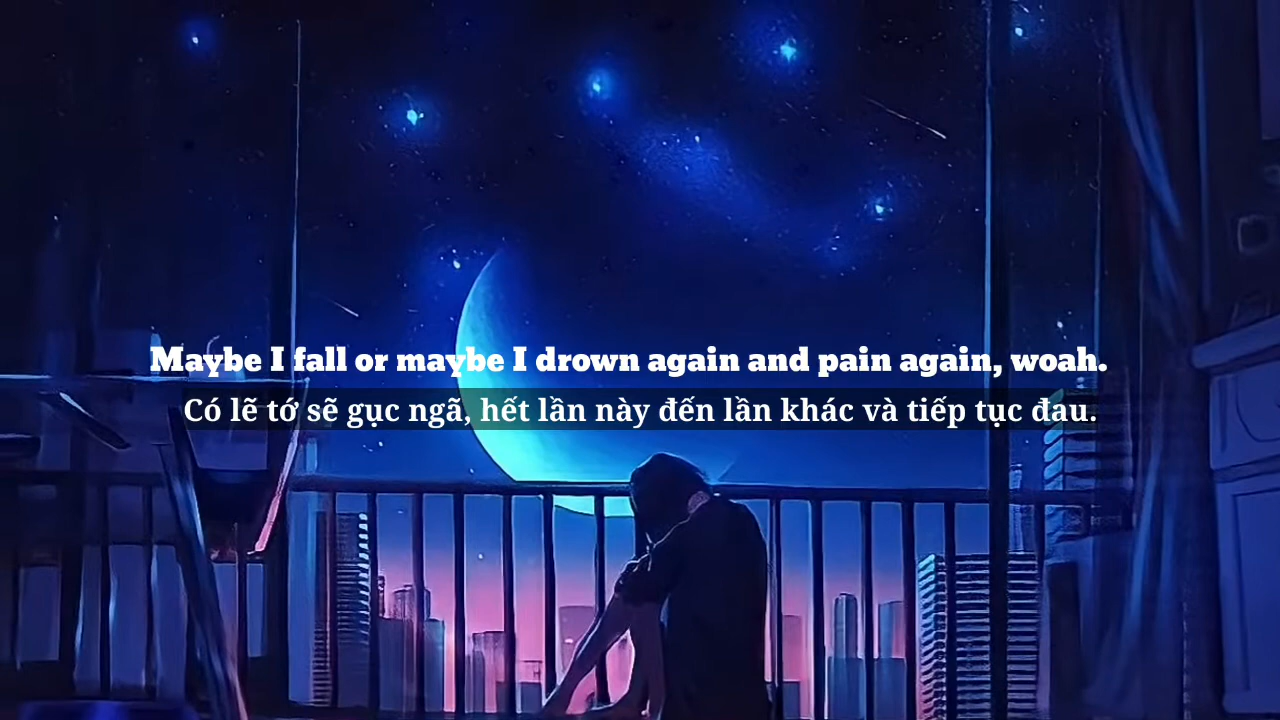 Maybe I fall or maybe I drown again and pain again, woah.
Có lẽ tớ sẽ gục ngã, hết lần này đến lần khác và tiếp tục đau.